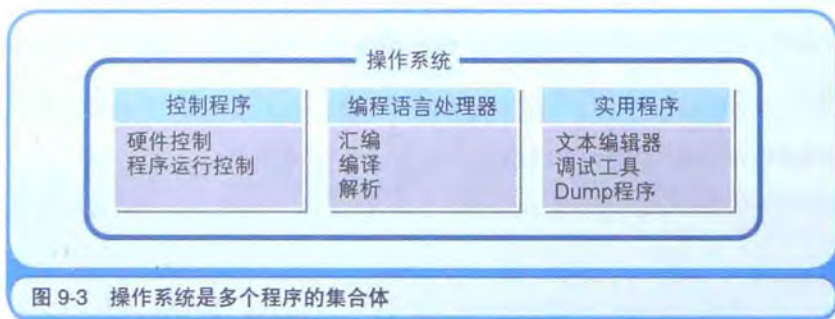 操作系统
控制程序
硬件控制
程序运行控制
编程语言处理器
汇编
编译
解析
实用程序
文本编辑器
调试工具
Dump程序
图 9-3 操作系统是多个程序的集合体